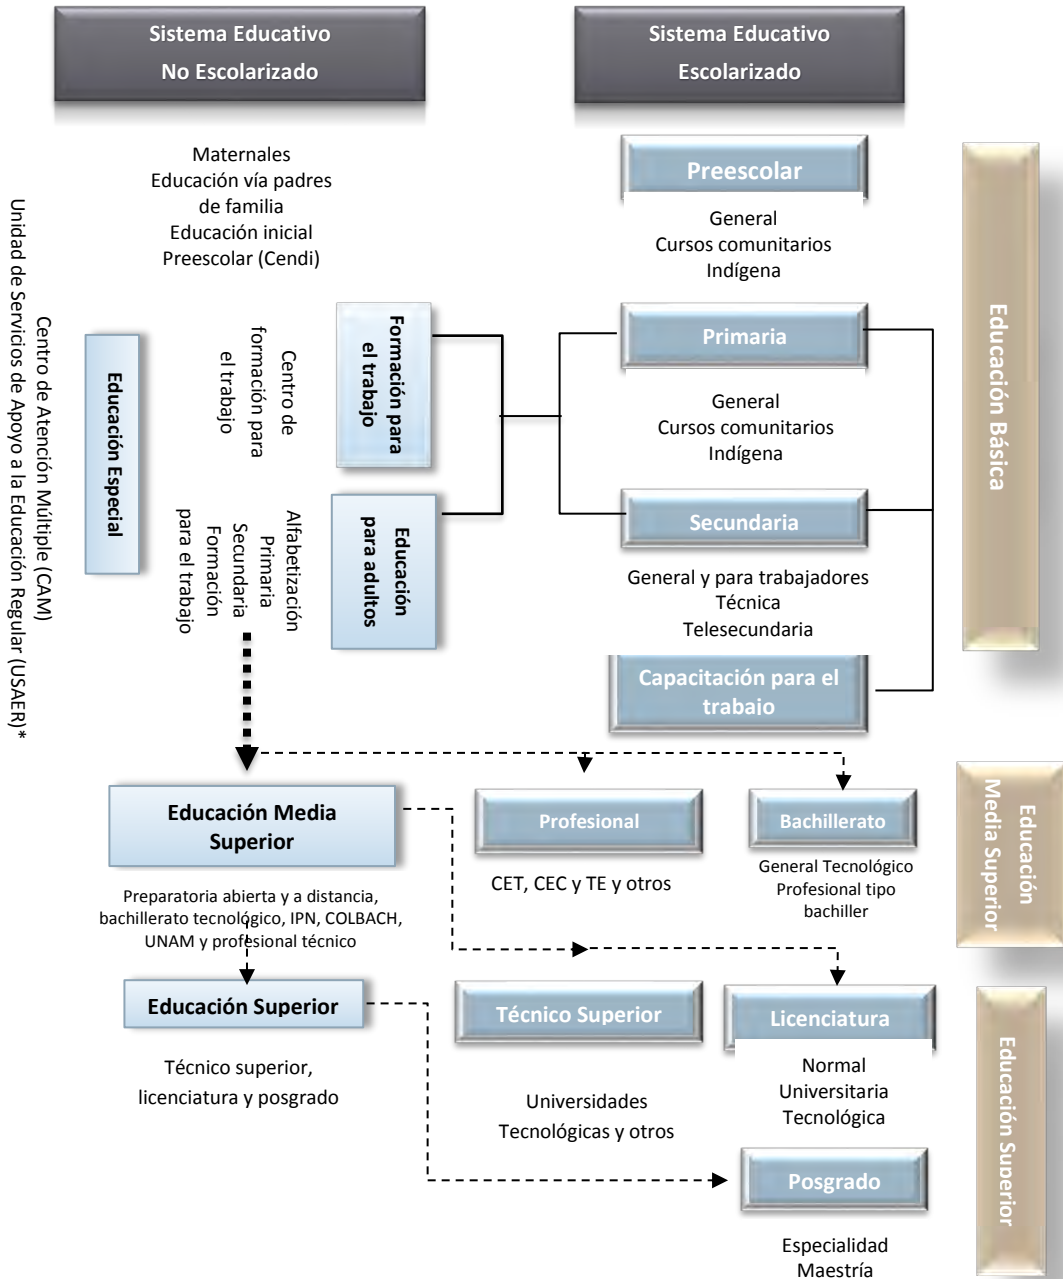 Sistema Educativo
No Escolarizado
Sistema Educativo
Escolarizado
Maternales
Educación vía padres
de familia
Educación inicial
Preescolar (Cendi)
Preescolar
General
Cursos comunitarios
Indígena
Educación Básica
Unidad de Servicios de Apoyo a la Educación Regular (USAER)*
Centro de Atención Múltiple (CAM)
Educación Especial
Centro de
formación para
el trabajo
Formación para
el trabajo
Primaria
General
Cursos comunitarios
Indígena
Alfabetización
Primaria
Secundaria
Formación
para el trabajo
Educación
para adultos
Secundaria
General y para trabajadores
Técnica
Telesecundaria
Capacitación para el
trabajo
Educación Media
Superior
Profesional
Bachillerato
Educación
Media Superior
Preparatoria abierta y a distancia,
bachillerato tecnológico, IPN, COLBACH,
UNAM y profesional técnico
CET, CEC y TE y otros
General Tecnológico
Profesional tipo
bachiller
Educación Superior
Técnico Superior
Licenciatura
Educación Superior
Técnico superior,
licenciatura y posgrado
Universidades
Tecnológicas y otros
Normal
Universitaria
Tecnológica
Posgrado
Especialidad
Maestría